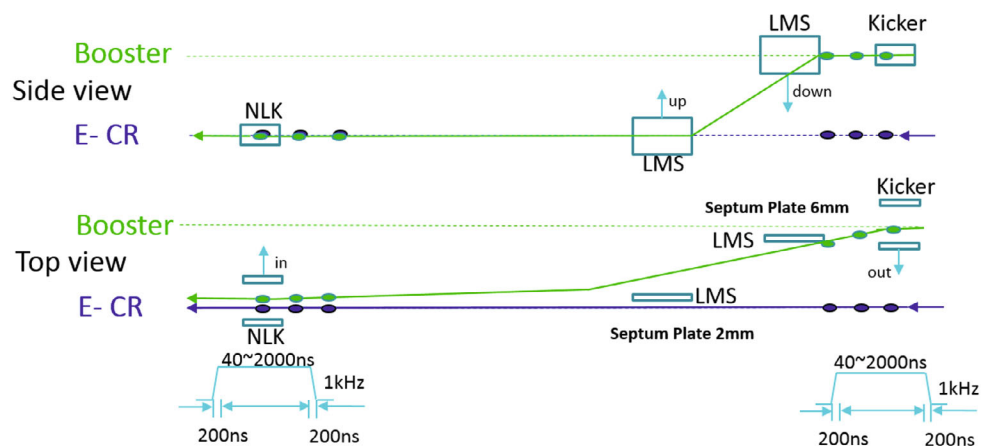 LMS
Kicker
Booster
Side view
down
up
NLK
E- CR
LMS
Kicker
Septum Plate 6mm
Booster
LMS
Top view
in
out
LMS
E- CR
Septum Plate 2mm
NLK
40~2000ns
40~2000ns
1kHz
1kHz
200ns
200ns
200ns
200ns